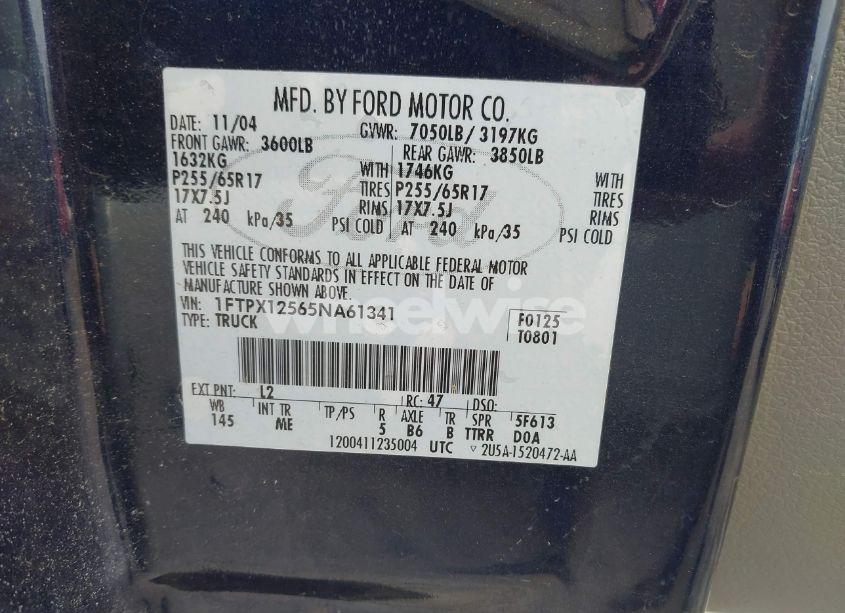 MFD. BY FORD MOTOR CO.
DATE: 11/04 GVWR: 7050LB/ 3197KG
FRONT GAWR: 3600LB REAR GAWR: 3850LB
1632KG WITH 1746KG WITH
P255/65R17 TIRES P255/65R17 TIRES
17X7.5J RIMS 17X7.5J RIMS
AT 240 kPa/35 PSI COLD AT 240 kPa/35 PSI COLD
THIS VEHICLE CONFORMS TO ALL APPLICABLE FEDERAL MOTOR
VEHICLE SAFETY STANDARDS IN EFFECT ON THE DATE OF
MANUFACTURE SHOWN ABOVE.
VIN: 1FTPX12565NA61341 F0125
TYPE: TRUCK T0801
Ford
wheelwise
EXT PNT: L2 RC: 47 DSO:
WB INT TR TP/PS R AXLE TR SPR 5F613
145 ME 5 B6 B TTRR DOA
1200411235004 UTC ▽ 2U5A-1520472-AA